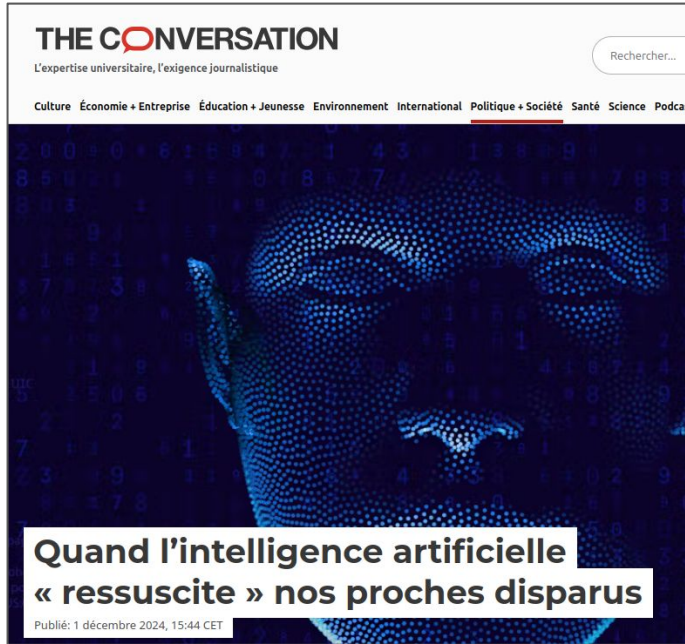 THE CONVERSATION
L'expertise universitaire, l'exigence journalistique
Rechercher...
Culture Économie + Entreprise Éducation + Jeunesse Environnement International Politique + Société Santé Science Podcas
Quand l'intelligence artificielle
« ressuscite » nos proches disparus
Publié: 1 décembre 2024, 15:44 CET